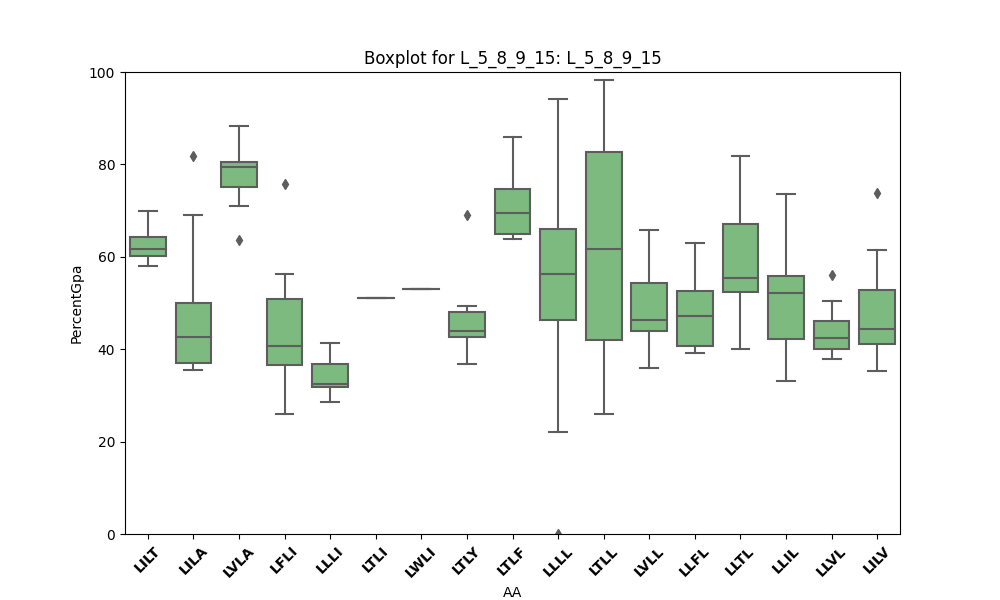 Boxplot for L_5_8_9_15: L_5_8_9_15
100
80
60
40
20
0
PercentGpa
LILT LILA LVLA LFLI LLLI LTLI LWLI LTLY LTLF LLLL LTLL LVLL LLFL LLTL LLIL LLVL LILV
AA